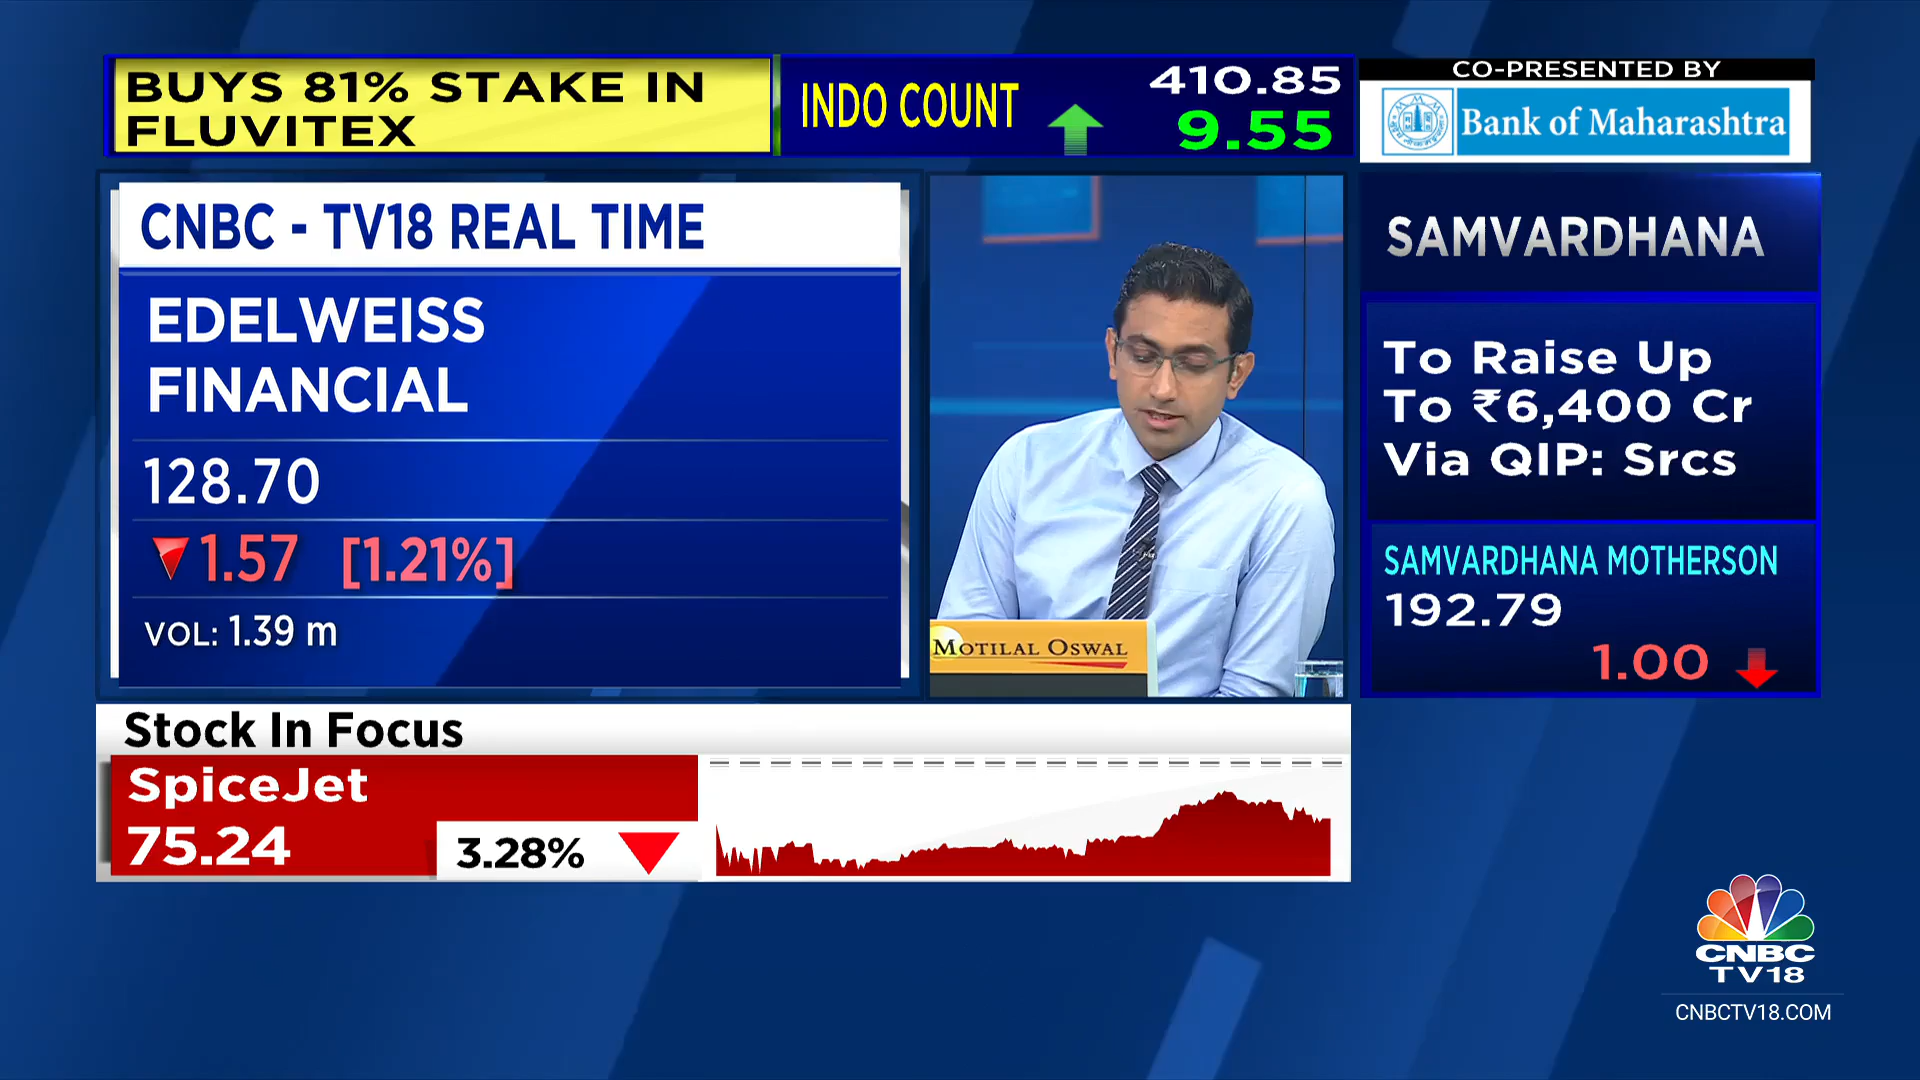 BUYS 81% STAKE IN
FLUVITEX
INDO COUNT
410.85
9.55
CO-PRESENTED BY
Bank of Maharashtra
CNBC - TV18 REAL TIME
EDELWEISS
FINANCIAL
128.70
1.57 [1.21%]
VOL: 1.39 m
MOTILAL OSWAL
SAMVARDHANA
To Raise Up
To ₹6,400 Cr
Via QIP: Srcs
SAMVARDHANA MOTHERSON
192.79
1.00
Stock In Focus
SpiceJet
75.24
3.28%
CNBC
TV18
CNBCTV18.COM